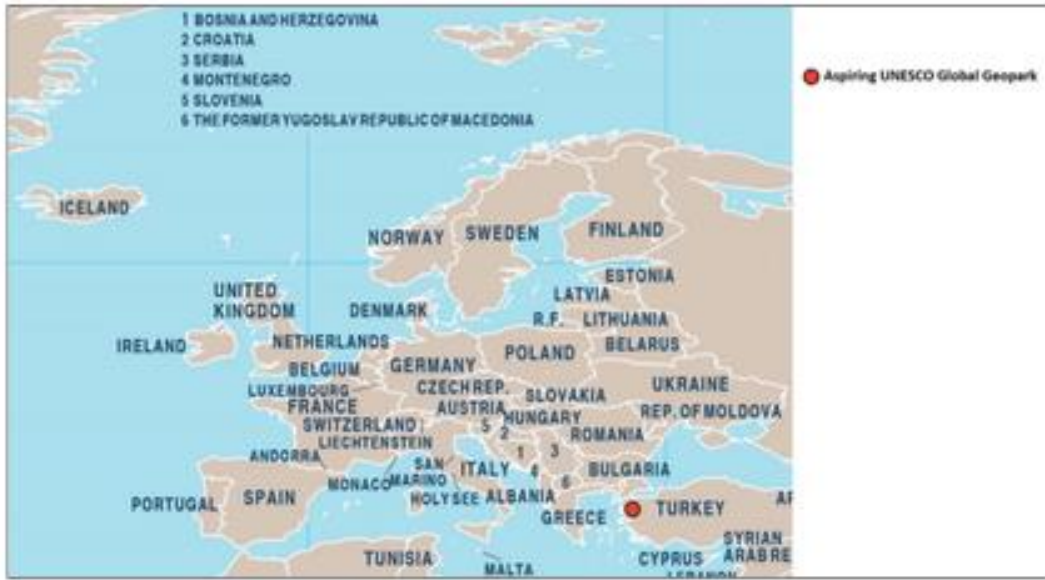 1 BOSNIA AND HERZEGOVINA
2 CROATIA
3 SERBIA
4 MONTENEGRO
5 SLOVENIA
6 THE FORMER YUGOSLAV REPUBLIC OF MACEDONIA
Aspiring UNESCO Global Geopark
ICELAND
NORWAY
SWEDEN
FINLAND
ESTONIA
UNITED
KINGDOM
DENMARK
LATVIA
R.F.
LITHUANIA
IRELAND
NETHERLANDS
BELARUS
POLAND
BELGIUM
GERMANY
LUXEMBOURG
CZECH REP.
SLOVAKIA
UKRAINE
FRANCE
AUSTRIA
HUNGARY
REP. OF MOLDOVA
SWITZERLAND
5
2
ROMANIA
LIECHTENSTEIN
ANDORRA
1
3
SAN
MARINO
ITALY
4
BULGARIA
MONACO
6
PORTUGAL
SPAIN
HOLY SEE
ALBANIA
GREECE
TURKEY
AR
SYRIAN
ARAB RE
TUNISIA
CYPRUS
MALTA
LEBANON